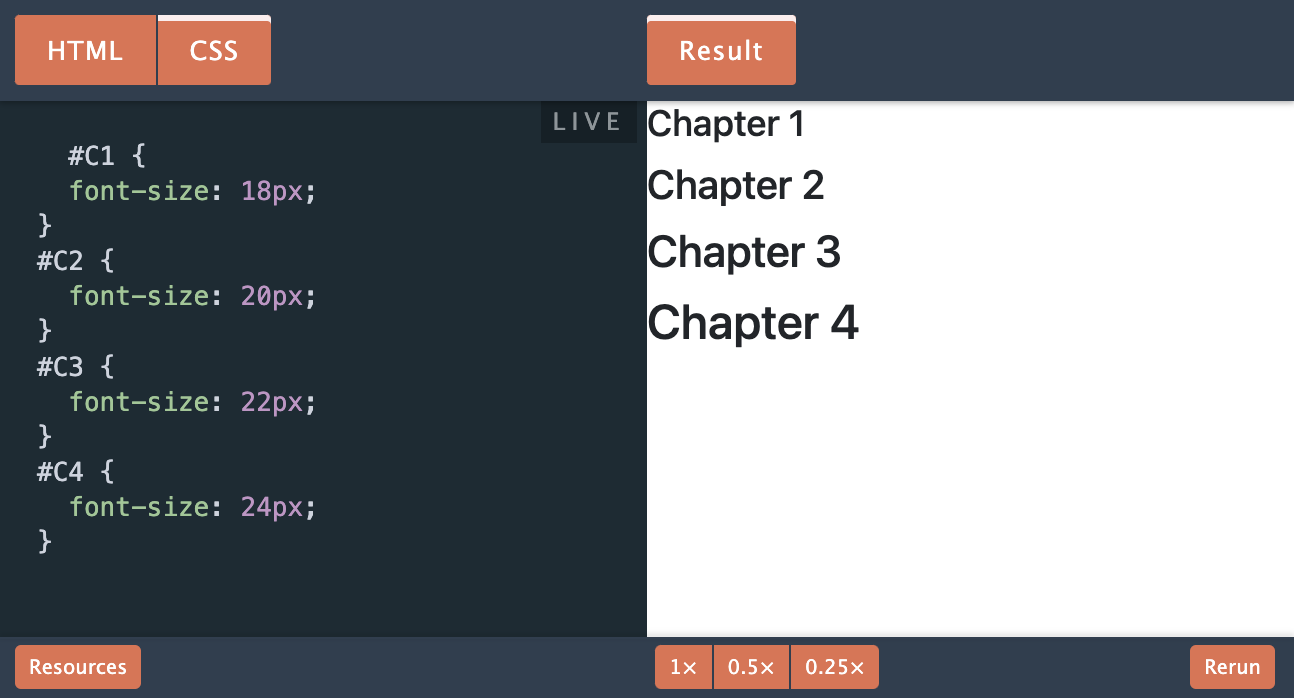 HTML CSS
Result
LIVE
#C1 {
font-size: 18px;
}
#C2 {
font-size: 20px;
}
#C3 {
font-size: 22px;
}
#C4 {
font-size: 24px;
}
Chapter 1
Chapter 2
Chapter 3
Chapter 4
Resources
1× 0.5× 0.25×
Rerun